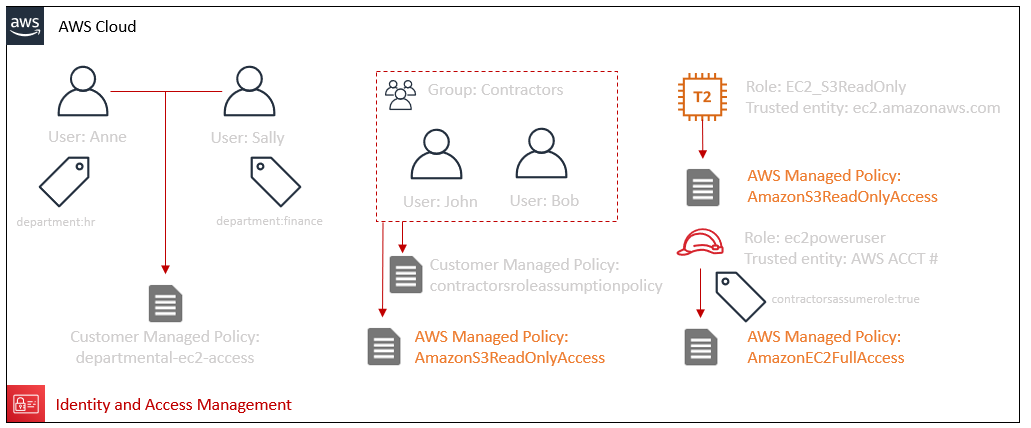 aws
AWS Cloud
User: Anne
User: Sally
department:hr
department:finance
Customer Managed Policy:
departmental-ec2-access
Group: Contractors
User: John
User: Bob
Customer Managed Policy:
contractorsroleassumptionpolicy
AWS Managed Policy:
AmazonS3ReadOnlyAccess
T2
Role: EC2_S3ReadOnly
Trusted entity: ec2.amazonaws.com
AWS Managed Policy:
AmazonS3ReadOnlyAccess
Role: ec2poweruser
Trusted entity: AWS ACCT #
contractorsassumerole:true
AWS Managed Policy:
AmazonEC2FullAccess
Identity and Access Management